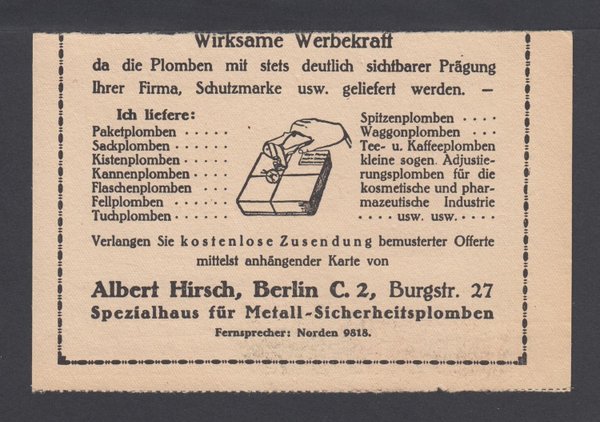 Wirksame Werbekraft
da die Plomben mit stets deutlich sichtbarer Prägung
Ihrer Firma, Schutzmarke usw. geliefert werden. —
Ich liefere:
Paketplomben . . . . .
Sackplomben . . . . .
Kistenplomben . . . . .
Kannenplomben . . . .
Flaschenplomben . . . .
Fellplomben . . . . . .
Tuchplomben . . . . . .
Spitzenplomben . . . .
Waggonplomben . . .
Tee- u. Kaffeeplomben
kleine sogen. Adjustie-
rungsplomben für die
kosmetische und phar-
mazeutische Industrie
. . . . usw. usw. . . . . .
Verlangen Sie kostenlose Zusendung bemusterter Offerte
mittelst anhängender Karte von
Albert Hirsch, Berlin C. 2, Burgstr. 27
Spezialhaus für Metall-Sicherheitsplomben
Fernsprecher: Norden 9818.